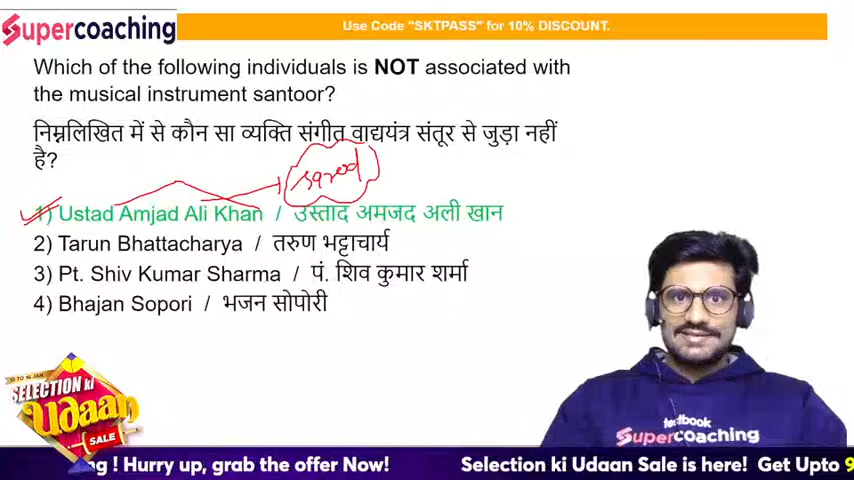 Supercoaching
Use Code "SKTPASS" for 10% DISCOUNT.
Which of the following individuals is NOT associated with
the musical instrument santoor?
निम्नलिखित में से कौन सा व्यक्ति संगीत वाद्ययंत्र संतूर से जुड़ा नहीं
है?
sarod
1) Ustad Amjad Ali Khan / उस्ताद अमजद अली खान
2) Tarun Bhattacharya / तरुण भट्टाचार्य
3) Pt. Shiv Kumar Sharma / पं. शिव कुमार शर्मा
4) Bhajan Sopori / भजन सोपोरी
SELECTION ki
Udaan
SALE
testbook
Supercoaching
ng ! Hurry up, grab the offer Now! Selection ki Udaan Sale is here! Get Upto 9